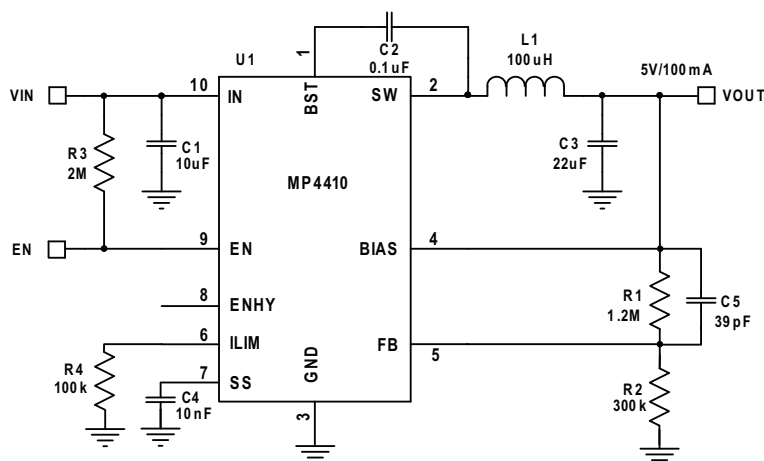 U1
1
C2
0.1uF
L1
100uH
5V/100mA
VIN
10
IN
BST
SW
2
VOUT
R3
2M
C1
10uF
MP4410
C3
22uF
EN
9
EN
BIAS
4
8
ENHY
R1
1.2M
C5
39pF
6
ILIM
FB
5
R4
100k
7
SS
GND
C4
10nF
3
R2
300k